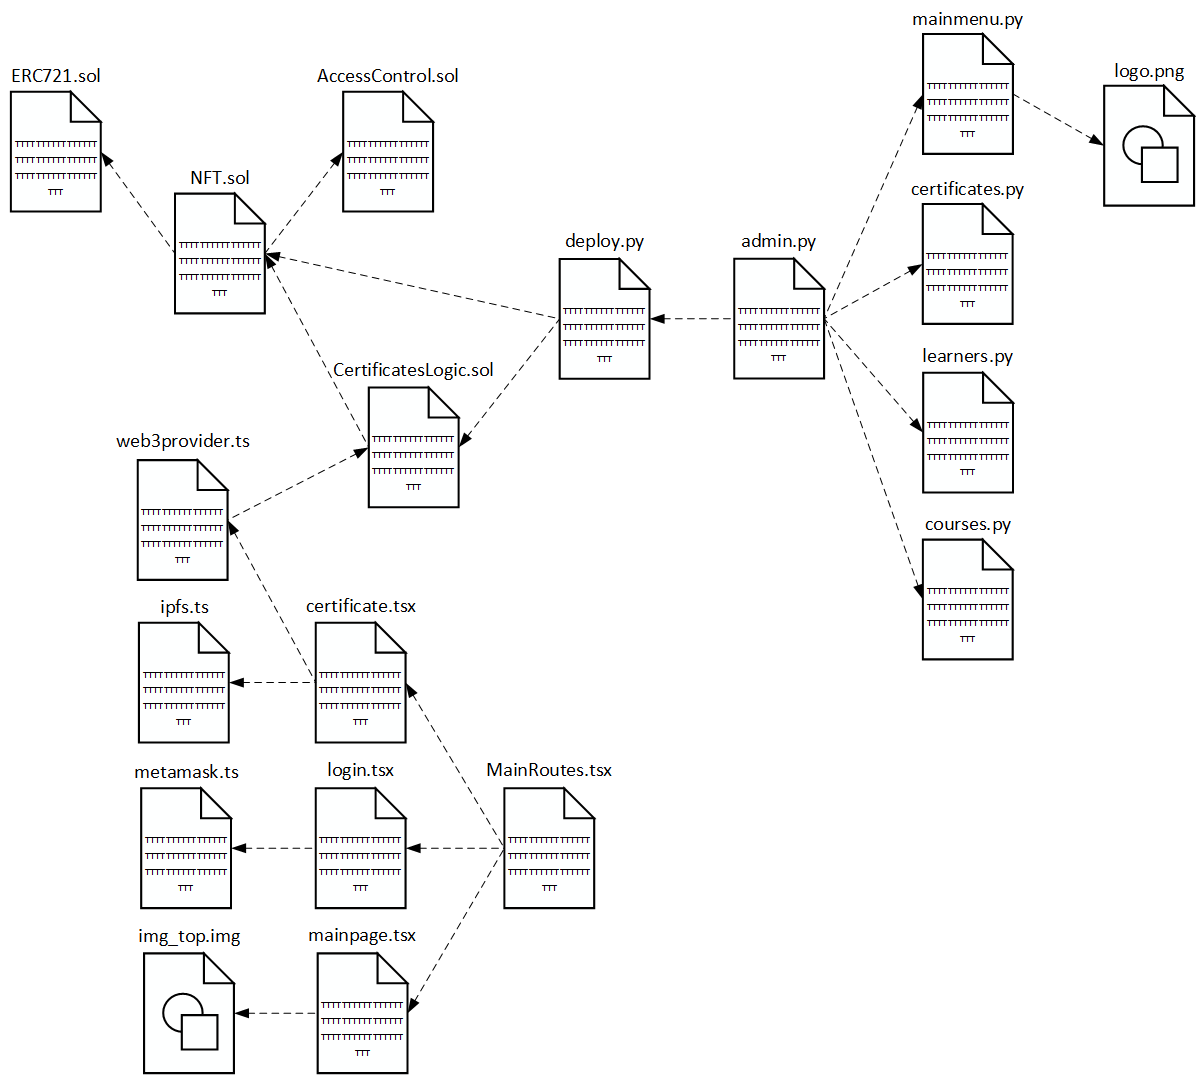 mainmenu.py
ERC721.sol
AccessControl.sol
logo.png
NFT.sol
certificates.py
deploy.py
admin.py
learners.py
CertificatesLogic.sol
web3provider.ts
courses.py
ipfs.ts
certificate.tsx
metamask.ts
login.tsx
MainRoutes.tsx
img_top.img
mainpage.tsx